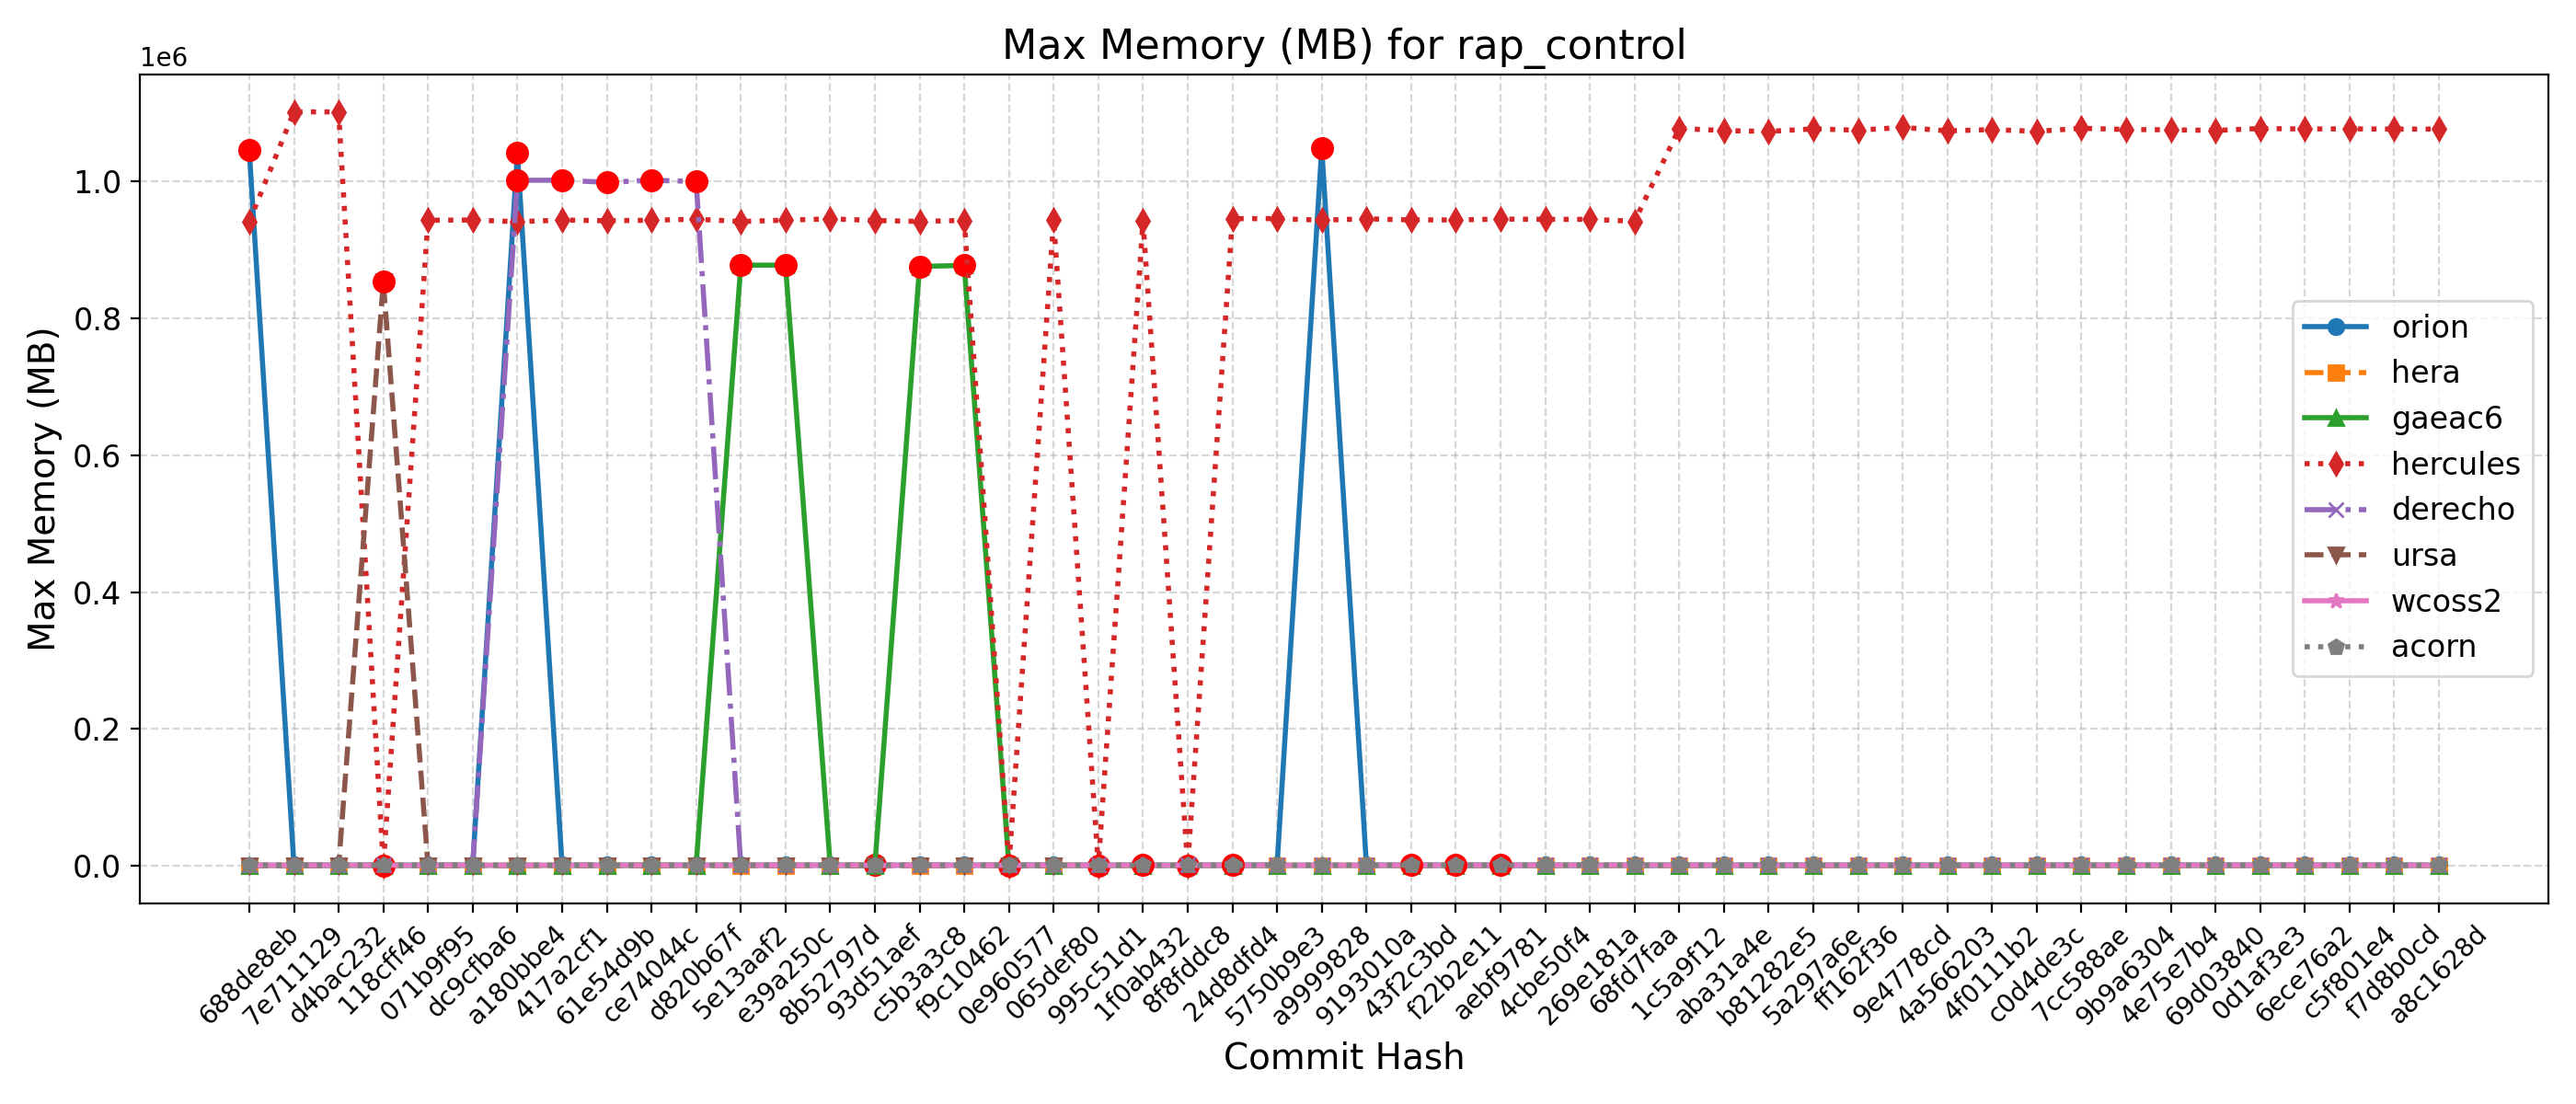 Max Memory (MB) for rap_control
1e6
1.0
0.8
0.6
0.4
0.2
0.0
Max Memory (MB)
orion
hera
gaeac6
hercules
derecho
ursa
wcoss2
acorn
688de8eb
7e711129
d4bac232
118cff46
071b9f95
dc9cfba6
a180bbe4
417a2cf1
61e54d9b
ce74044c
d820b67f
5e13aaf2
e39a250c
8b52797d
93d51aef
c5b3a3c8
f9c10462
0e960577
065def80
995c51d1
1f0ab432
8f8fddc8
24d8dfd4
5750b9e3
a9999828
9193010a
43f2c3bd
f22b2e11
aebf9781
4cbe50f4
269e181a
68fd7faa
1c5a9f12
aba31a4e
b81282e5
5a297a6e
ff162f36
9e4778cd
4a566203
4f0111b2
c0d4de3c
7cc588ae
9b9a6304
4e75e7b4
69d03840
0d1af3e3
6ece76a2
c5f801e4
f7d8b0cd
a8c1628d
Commit Hash